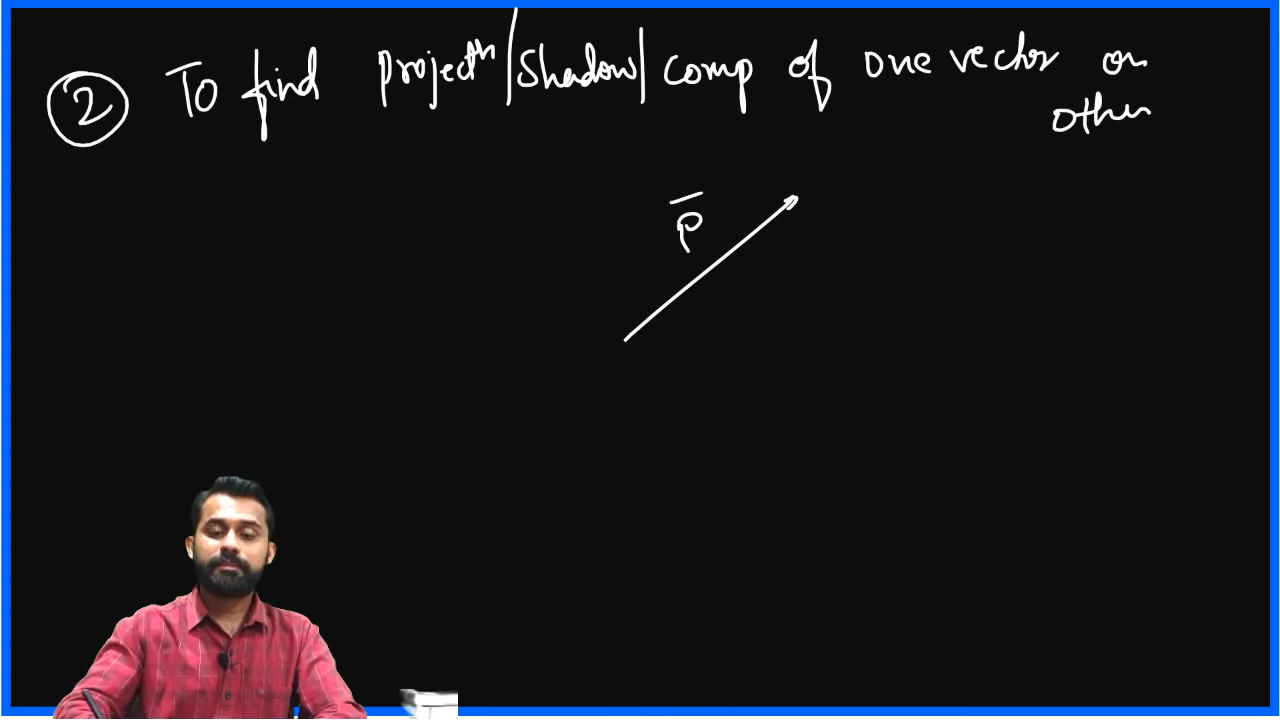 ② To find projectⁿ/shadow/comp of one vector on
other
p̄